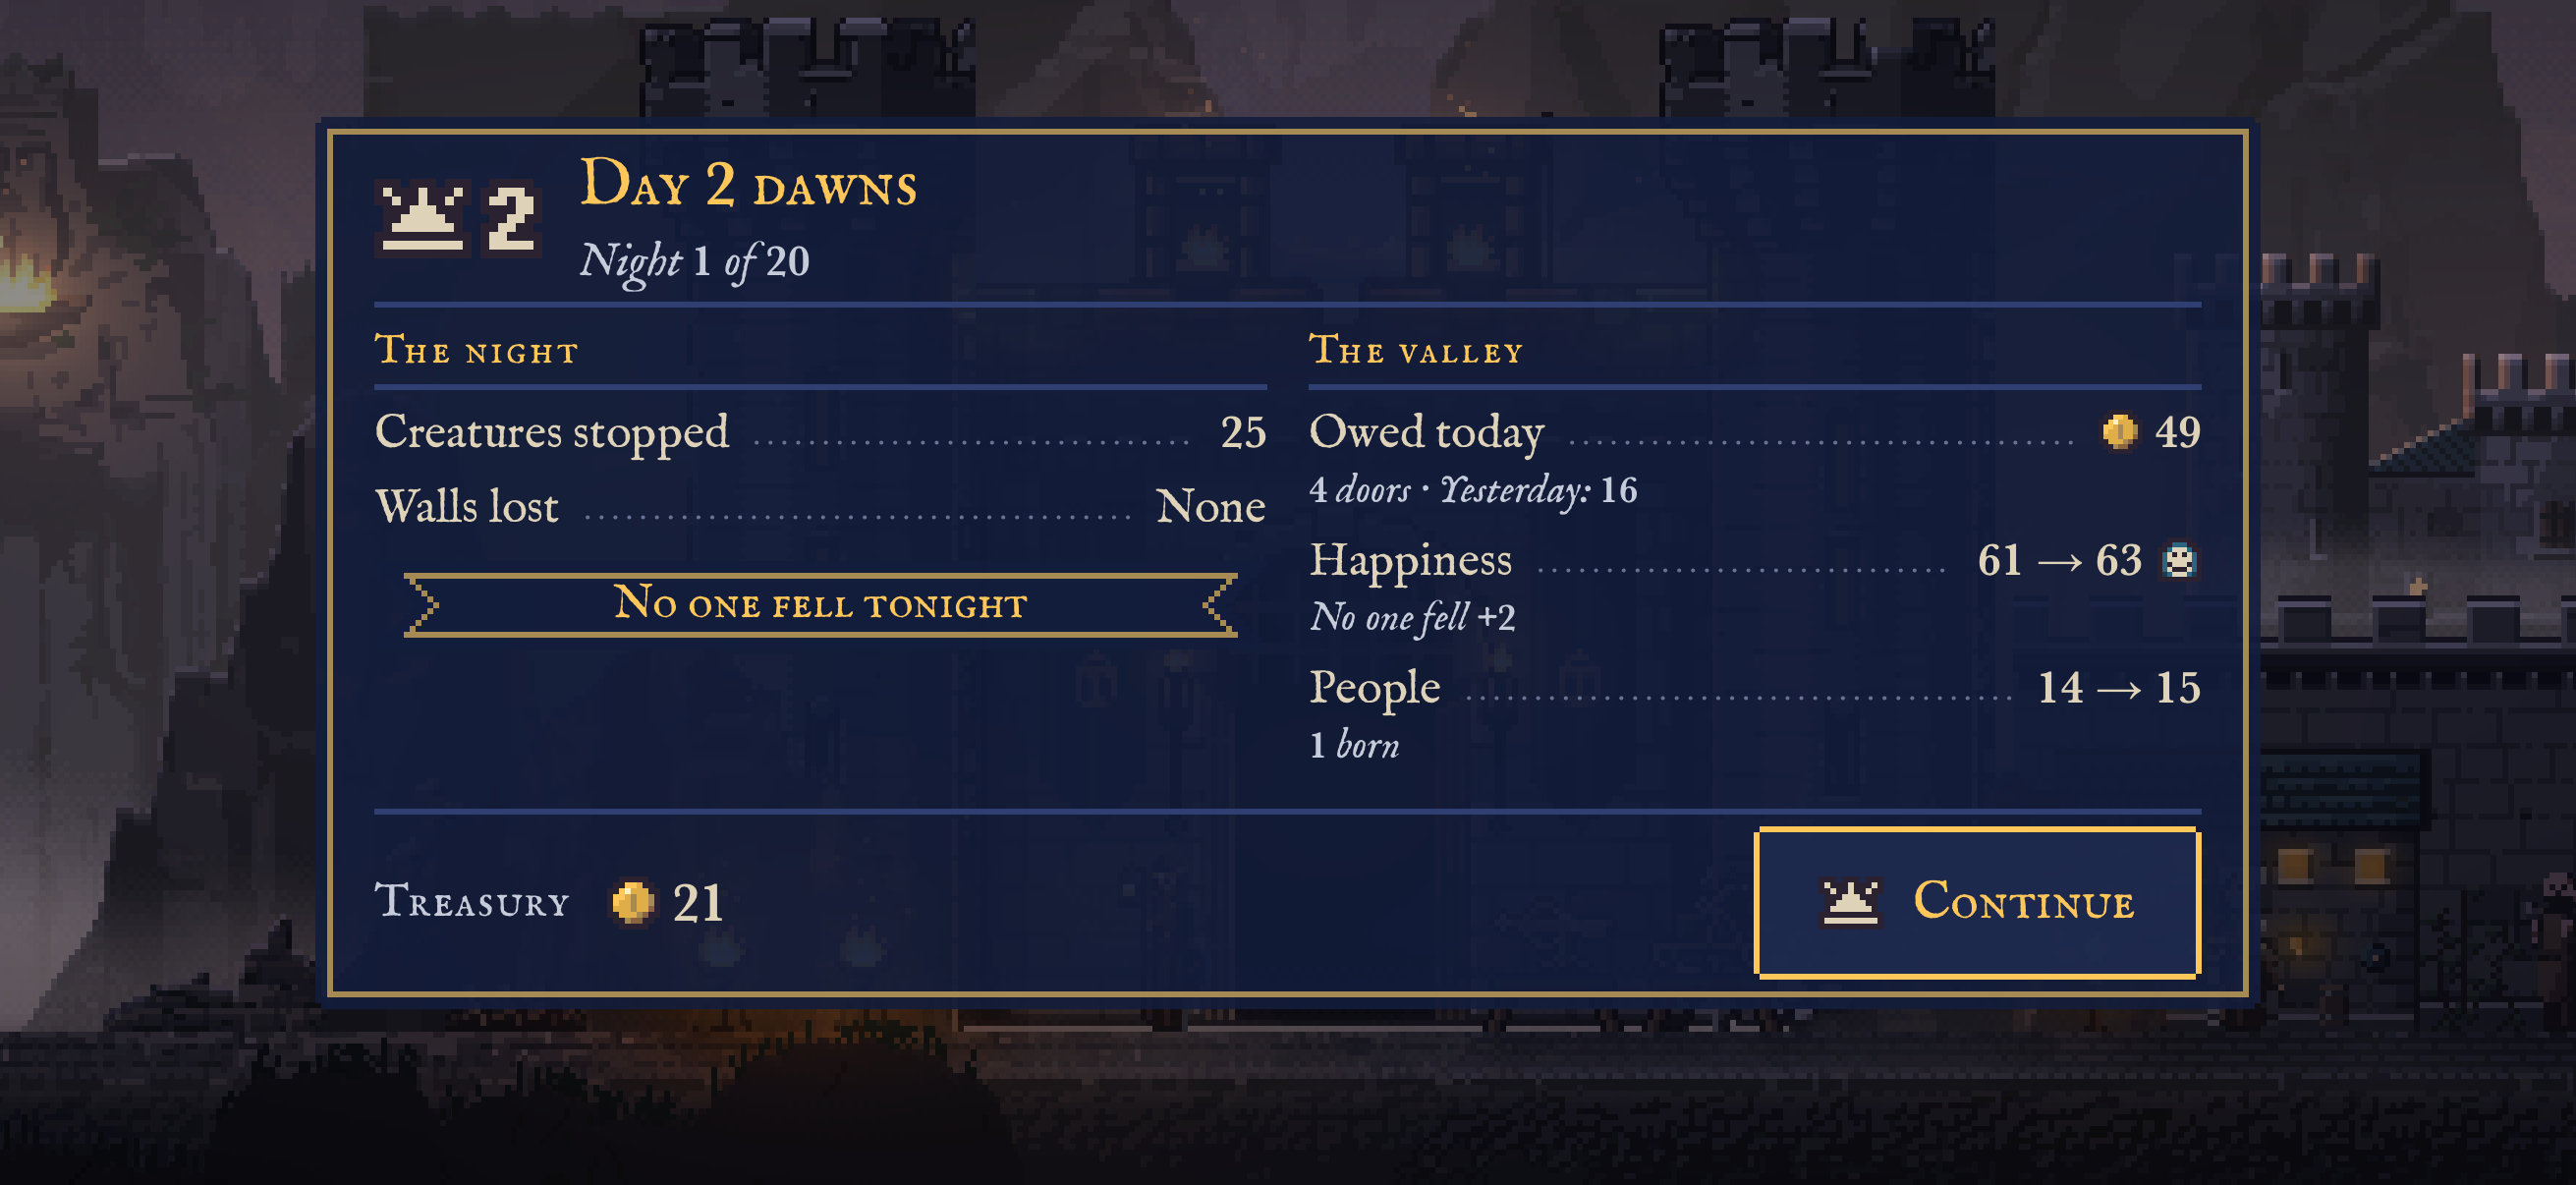 2
Day 2 dawns
Night 1 of 20
The night
Creatures stopped 25
Walls lost None
No one fell tonight
The valley
Owed today 49
4 doors · Yesterday: 16
Happiness 61 → 63
No one fell +2
People 14 → 15
1 born
Treasury 21
Continue